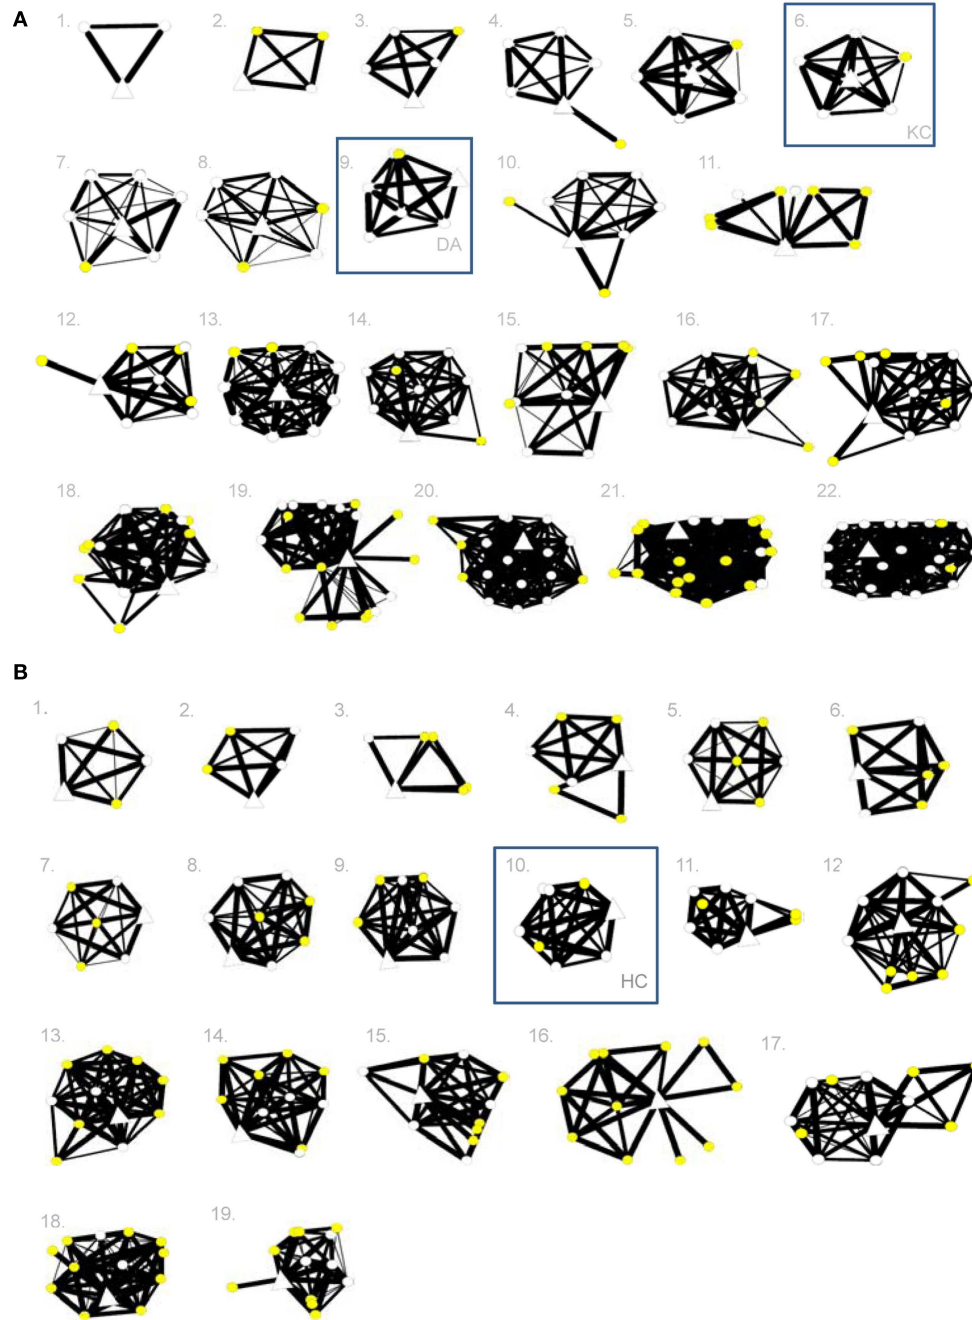 A
1. 2. 3. 4. 5. 6.
KC
7. 8. 9. 10. 11.
DA
12. 13. 14. 15. 16. 17.
18. 19. 20. 21. 22.
B
1. 2. 3. 4. 5. 6.
7. 8. 9. 10. 11. 12
HC
13. 14. 15. 16. 17.
18. 19.